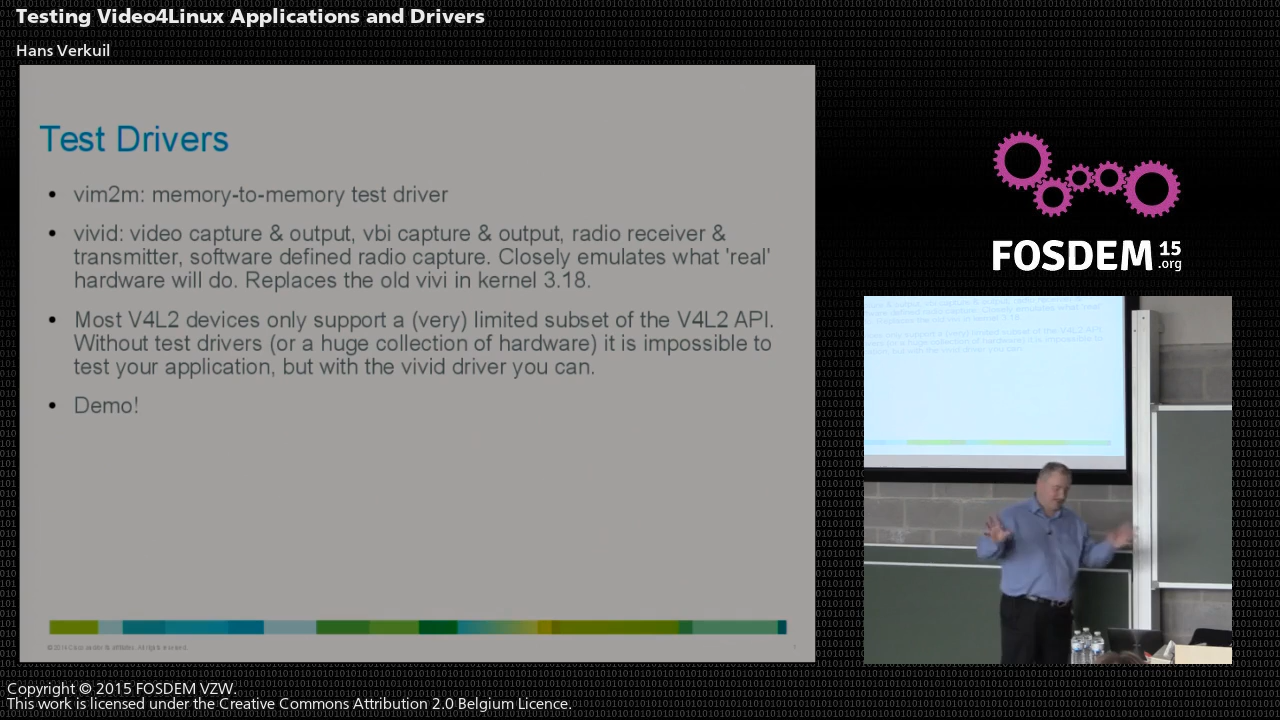 Testing Video4Linux Applications and Drivers
Hans Verkuil
Test Drivers
• vim2m: memory-to-memory test driver
• vivid: video capture & output, vbi capture & output, radio receiver &
transmitter, software defined radio capture. Closely emulates what 'real'
hardware will do. Replaces the old vivi in kernel 3.18.
• Most V4L2 devices only support a (very) limited subset of the V4L2 API.
Without test drivers (or a huge collection of hardware) it is impossible to
test your application, but with the vivid driver you can.
• Demo!
FOSDEM 15
.org
Copyright © 2015 FOSDEM VZW.
This work is licensed under the Creative Commons Attribution 2.0 Belgium Licence.